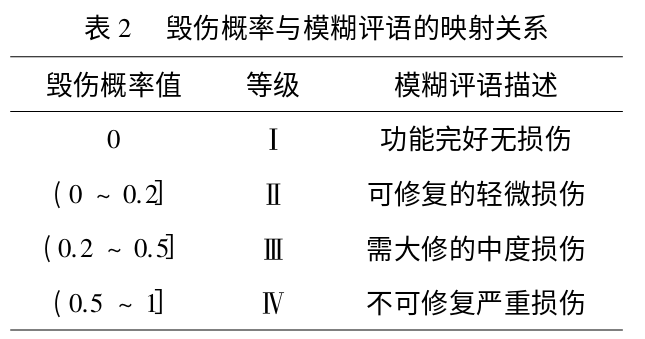 表 2 毁伤概率与模糊评语的映射关系
毁伤概率值 等级 模糊评语描述
0 Ⅰ 功能完好无损伤
( 0 ~ 0.2] Ⅱ 可修复的轻微损伤
( 0.2 ~ 0.5] Ⅲ 需大修的中度损伤
( 0.5 ~ 1] Ⅳ 不可修复严重损伤